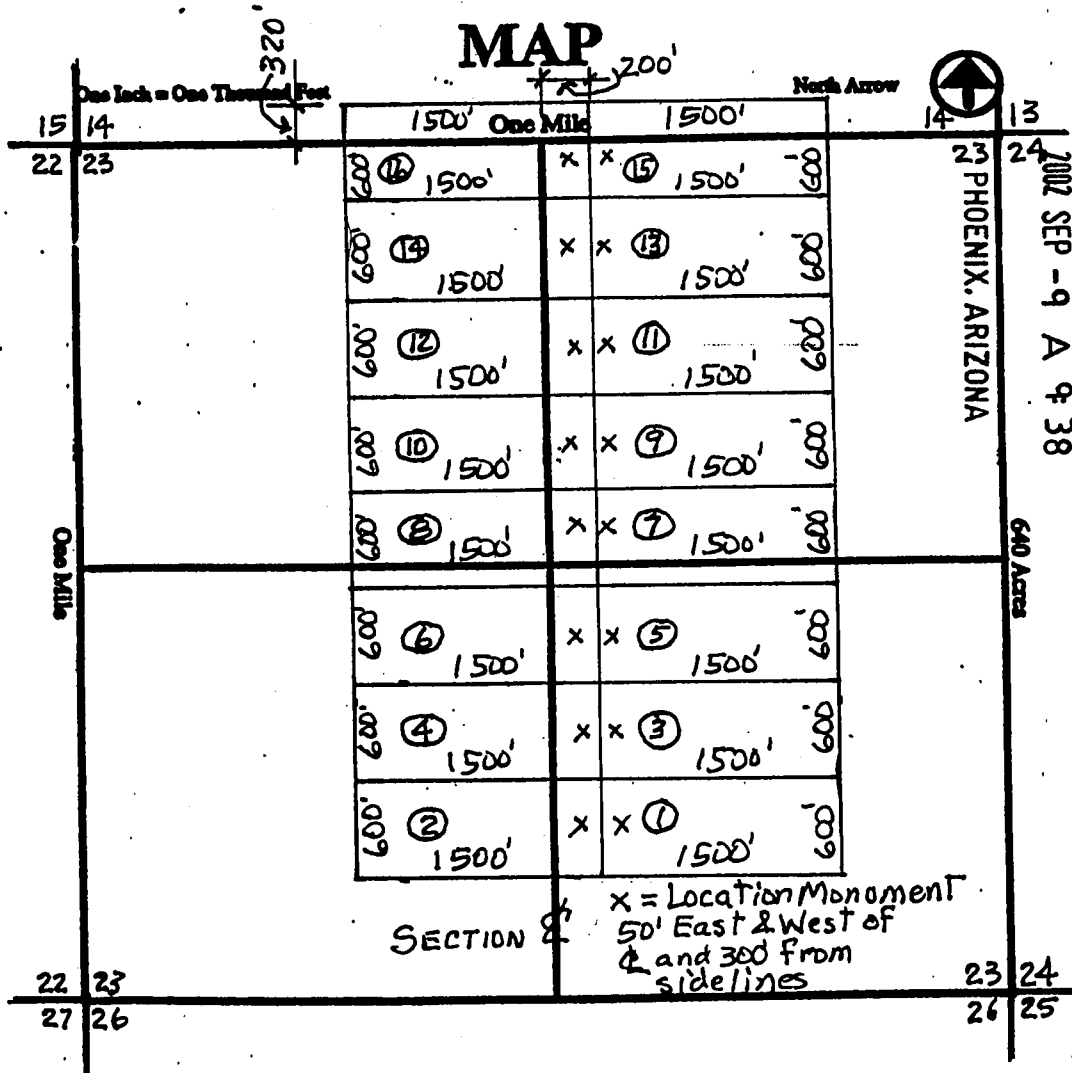 MAP
320'
200'
One Inch = One Thousand Feet
North Arrow
15 14
1500' One Mile 1500'
14 13
22 23
23 24
600' 16 1500'
x x 15 1500' 600'
600' 14 1500'
x x 13 1500' 600'
600' 12 1500'
x x 11 1500' 600'
600' 10 1500'
x x 9 1500' 600'
600' 8 1500'
x x 7 1500' 600'
600' 6 1500'
x x 5 1500' 600'
600' 4 1500'
x x 3 1500' 600'
600' 2 1500'
x x 1 1500' 600'
One Mile
640 Acres
PHOENIX, ARIZONA
2002 SEP -9 A 9:38
SECTION ℄
x = Location Monoment
50' East & West of
℄ and 300' from
sidelines
22 23
23 24
27 26
26 25